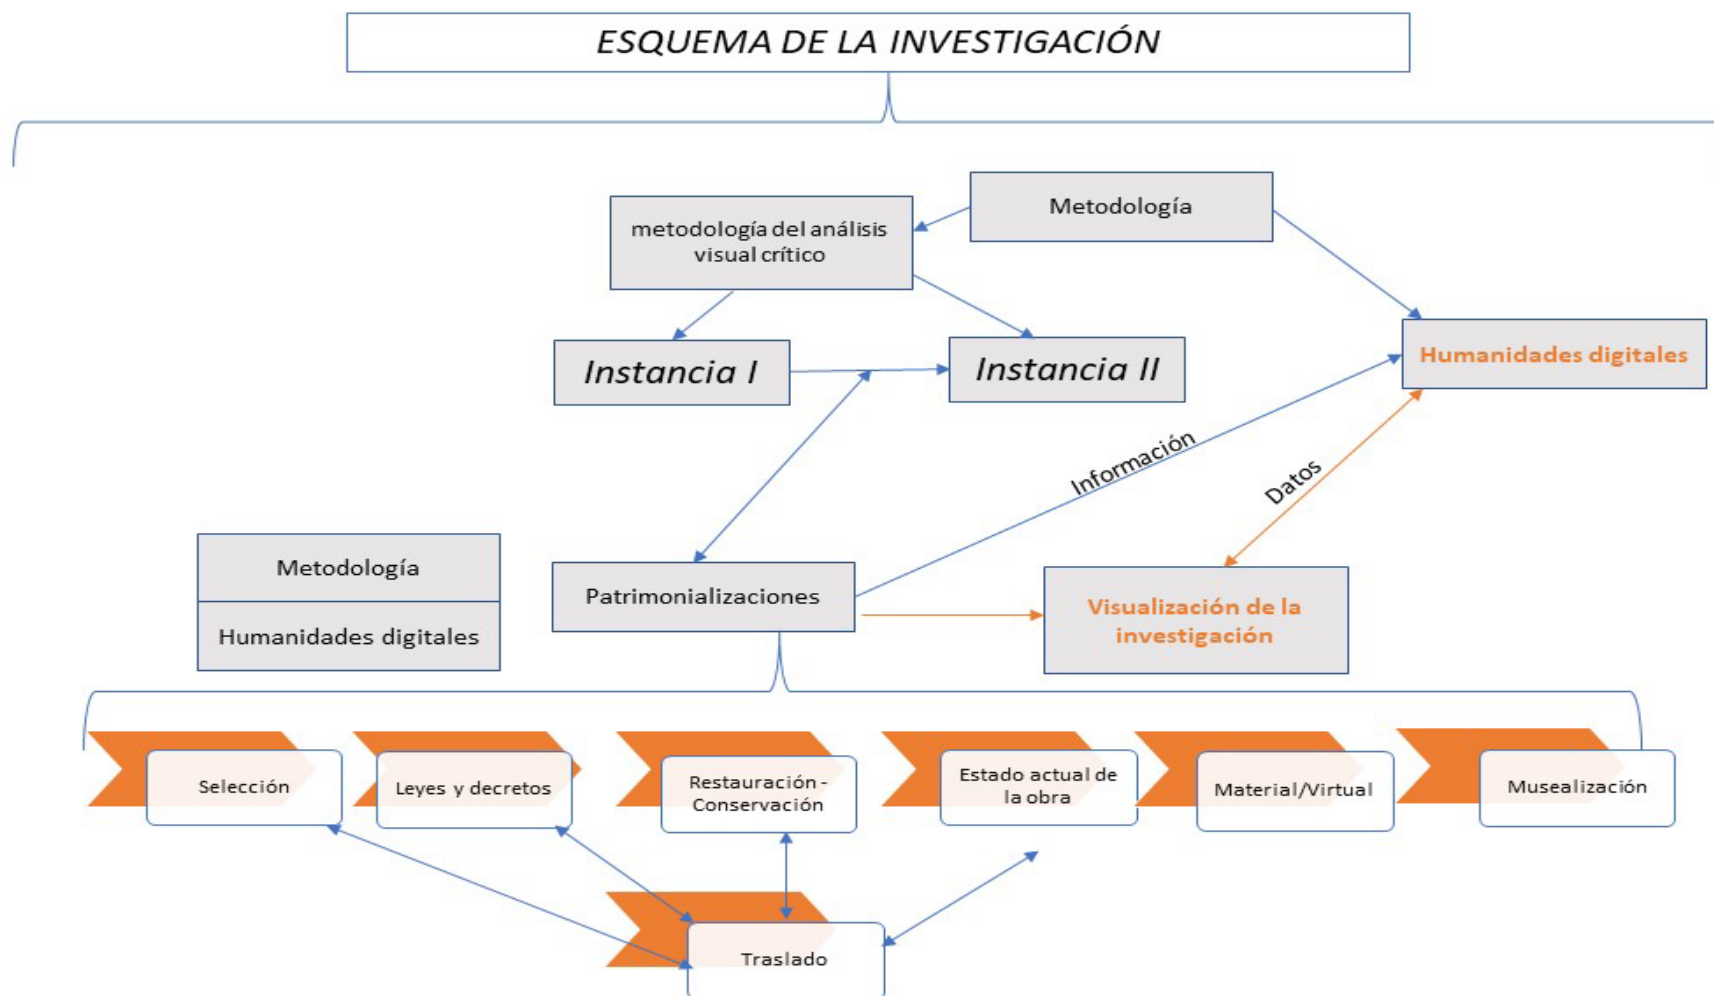 ESQUEMA DE LA INVESTIGACIÓN
Metodología
metodología del análisis
visual crítico
Instancia I
Instancia II
Humanidades digitales
Información
Datos
Metodología
Humanidades digitales
Patrimonializaciones
Visualización de la
investigación
Selección
Leyes y decretos
Restauración -
Conservación
Estado actual de
la obra
Material/Virtual
Musealización
Traslado